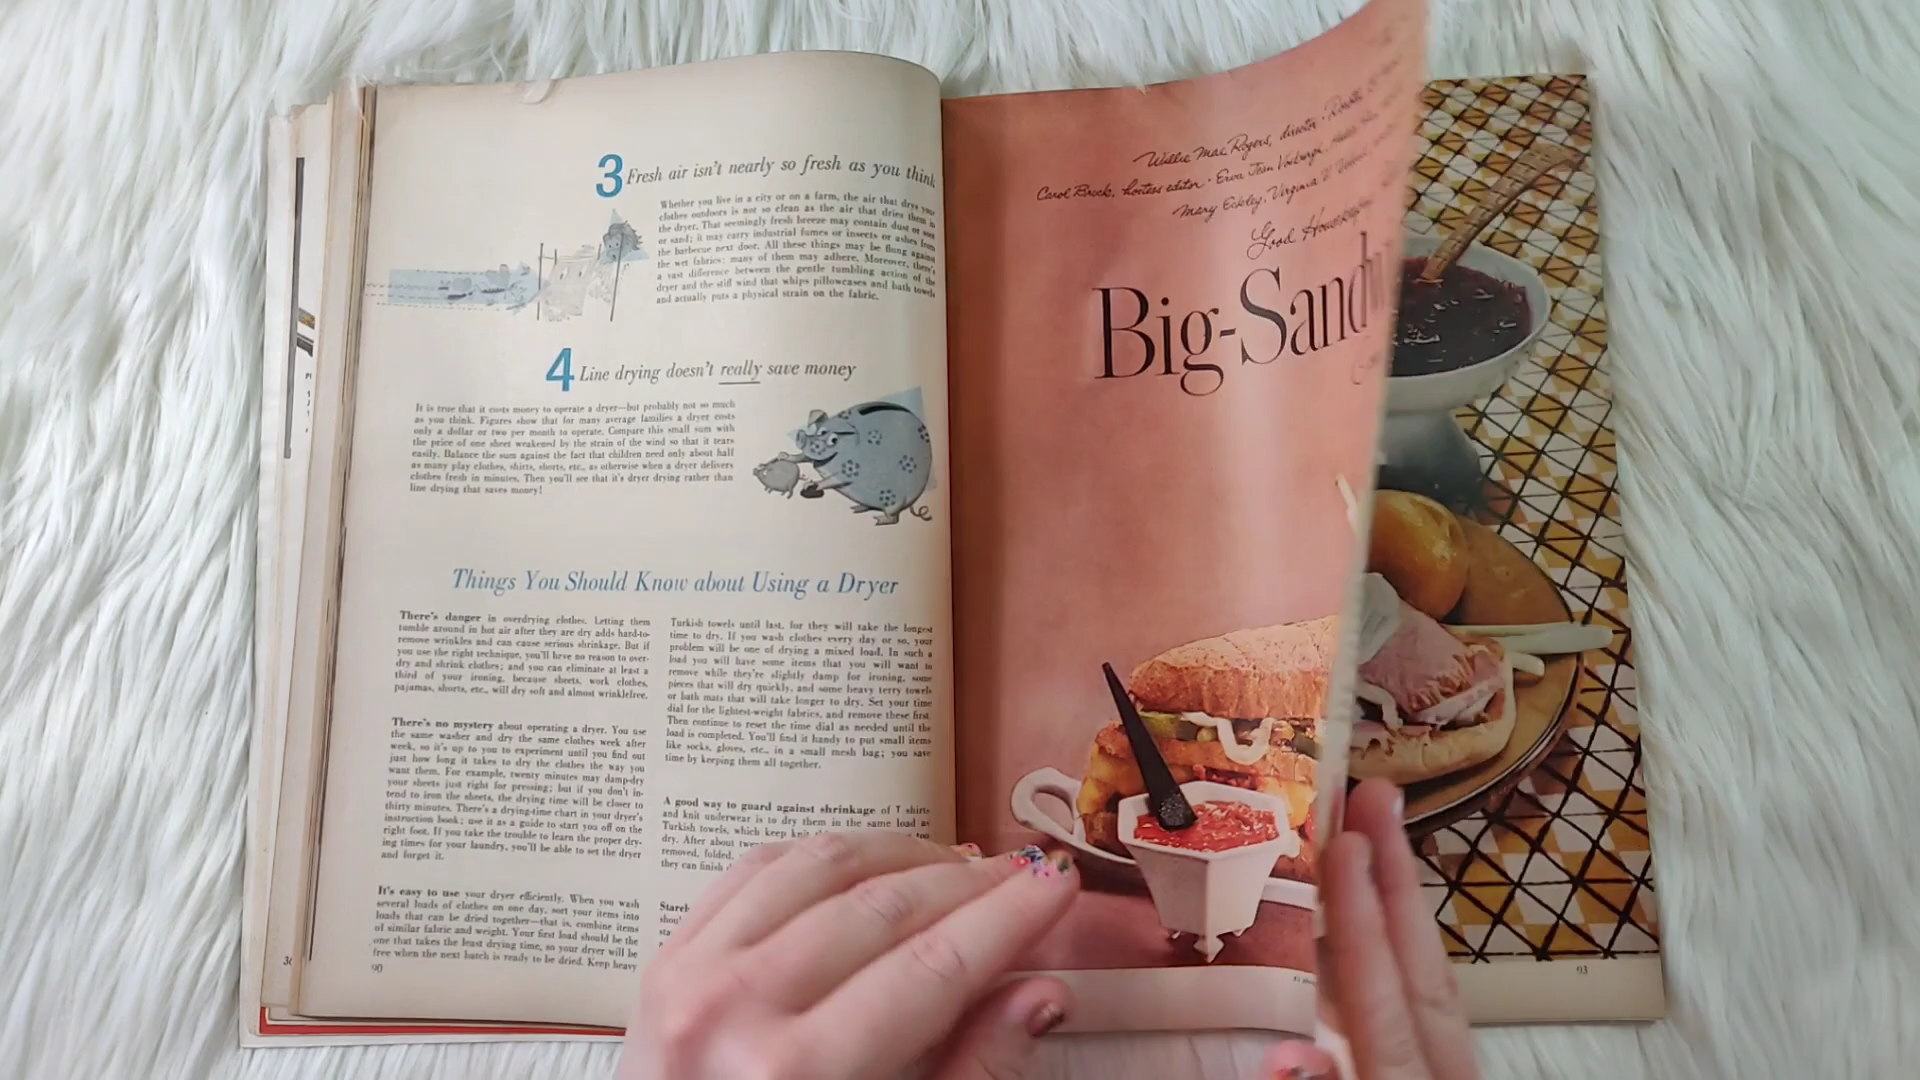 3 Fresh air isn't nearly so fresh as you think
Whether you live in a city or on a farm, the air that dries your
clothes outdoors is not so clean as the air that dries them in
the dryer. That seemingly fresh breeze may contain dust or soot
or sand; it may carry industrial fumes or insects or ashes from
the barbecue next door. All these things may be flung against
the wet fabrics; many of them may adhere. Moreover, there's
a vast difference between the gentle tumbling action of the
dryer and the stiff wind that whips pillowcases and bath towels
and actually puts a physical strain on the fabric.
4 Line drying doesn't really save money
It is true that it costs money to operate a dryer—but probably not so much
as you think. Figures show that for many average families a dryer costs
only a dollar or two per month to operate. Compare this small sum with
the price of one sheet weakened by the strain of the wind so that it tears
easily. Balance the sum against the fact that children need only about half
as many play clothes, shirts, shorts, etc., as otherwise when a dryer delivers
clothes fresh in minutes. Then you'll see that it's dryer drying rather than
line drying that saves money!
Things You Should Know about Using a Dryer
There's danger in overdrying clothes. Letting them
tumble around in hot air after they are dry adds hard-to-
remove wrinkles and can cause serious shrinkage. But if
you use the right technique, you'll have no reason to over-
dry and shrink clothes; and you can eliminate at least a
third of your ironing, because sheets, work clothes,
pajamas, shorts, etc., will dry soft and almost wrinklefree.
There's no mystery about operating a dryer. You use
the same washer and dry the same clothes week after
week, so it's up to you to experiment until you find out
just how long it takes to dry the clothes the way you
want them. For example, twenty minutes may damp-dry
your sheets just right for pressing; but if you don't in-
tend to iron the sheets, the drying time will be closer to
thirty minutes. There's a drying-time chart in your dryer's
instruction book; use it as a guide to start you off on the
right foot. If you take the trouble to learn the proper dry-
ing times for your laundry, you'll be able to set the dryer
and forget it.
It's easy to use your dryer efficiently. When you wash
several loads of clothes on one day, sort your items into
loads that can be dried together—that is, combine items
of similar fabric and weight. Your first load should be the
one that takes the least drying time, so your dryer will be
free when the next batch is ready to be dried. Keep heavy
90
Turkish towels until last, for they will take the longest
time to dry. If you wash clothes every day or so, your
problem will be one of drying a mixed load. In such a
load you will have some items that you will want to
remove while they're slightly damp for ironing, some
pieces that will dry quickly, and some heavy terry towels
or bath mats that will take longer to dry. Set your time
dial for the lightest-weight fabrics, and remove these first.
Then continue to reset the time dial as needed until the
load is completed. You'll find it handy to put small items
like socks, gloves, etc., in a small mesh bag; you save
time by keeping them all together.
A good way to guard against shrinkage of T shirts
and knit underwear is to dry them in the same load as
Turkish towels, which keep knit too
dry. After about
removed, folded,
they can finish
Willie Mae Rogers, director
Carol Brock, hostess editor · Erva Jean Vosburgh,
Mary Eckley, Virginia
Good
Big-Sand
93